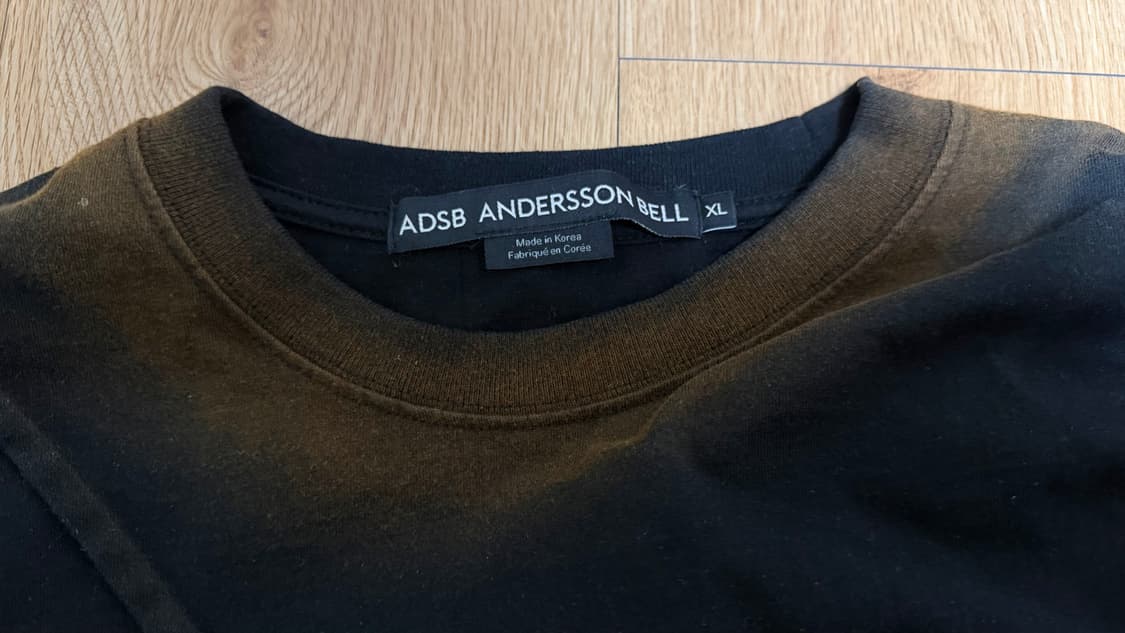 ADSB ANDERSSON BELL
XL
Made in Korea
Fabriqué en Corée